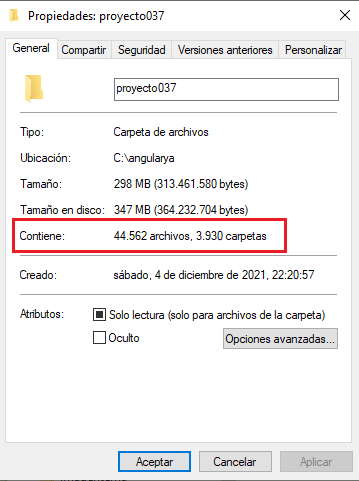 Propiedades: proyecto037
General Compartir Seguridad Versiones anteriores Personalizar
proyecto037
Tipo: Carpeta de archivos
Ubicación: C:\angularya
Tamaño: 298 MB (313.461.580 bytes)
Tamaño en disco: 347 MB (364.232.704 bytes)
Contiene: 44.562 archivos, 3.930 carpetas
Creado: sábado, 4 de diciembre de 2021, 22:20:57
Atributos: Solo lectura (solo para archivos de la carpeta)
Oculto Opciones avanzadas...
Aceptar Cancelar Aplicar